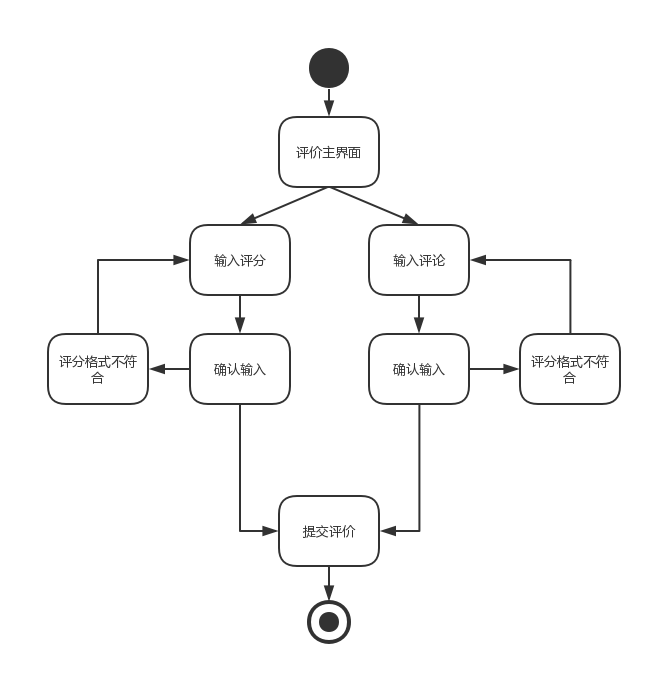 评价主界面
输入评分
输入评论
评分格式不符
合
确认输入
确认输入
评分格式不符
合
提交评价